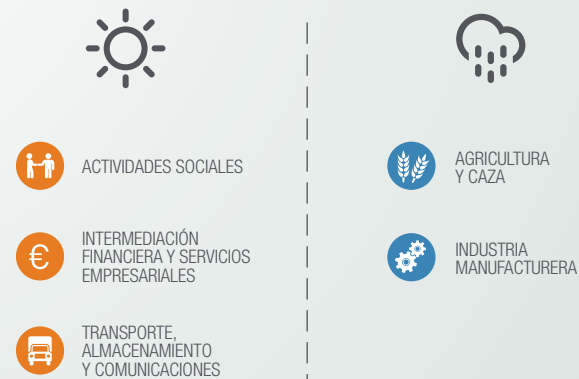 ACTIVIDADES SOCIALES
INTERMEDIACIÓN
FINANCIERA Y SERVICIOS
EMPRESARIALES
TRANSPORTE,
ALMACENAMIENTO
Y COMUNICACIONES
AGRICULTURA
Y CAZA
INDUSTRIA
MANUFACTURERA